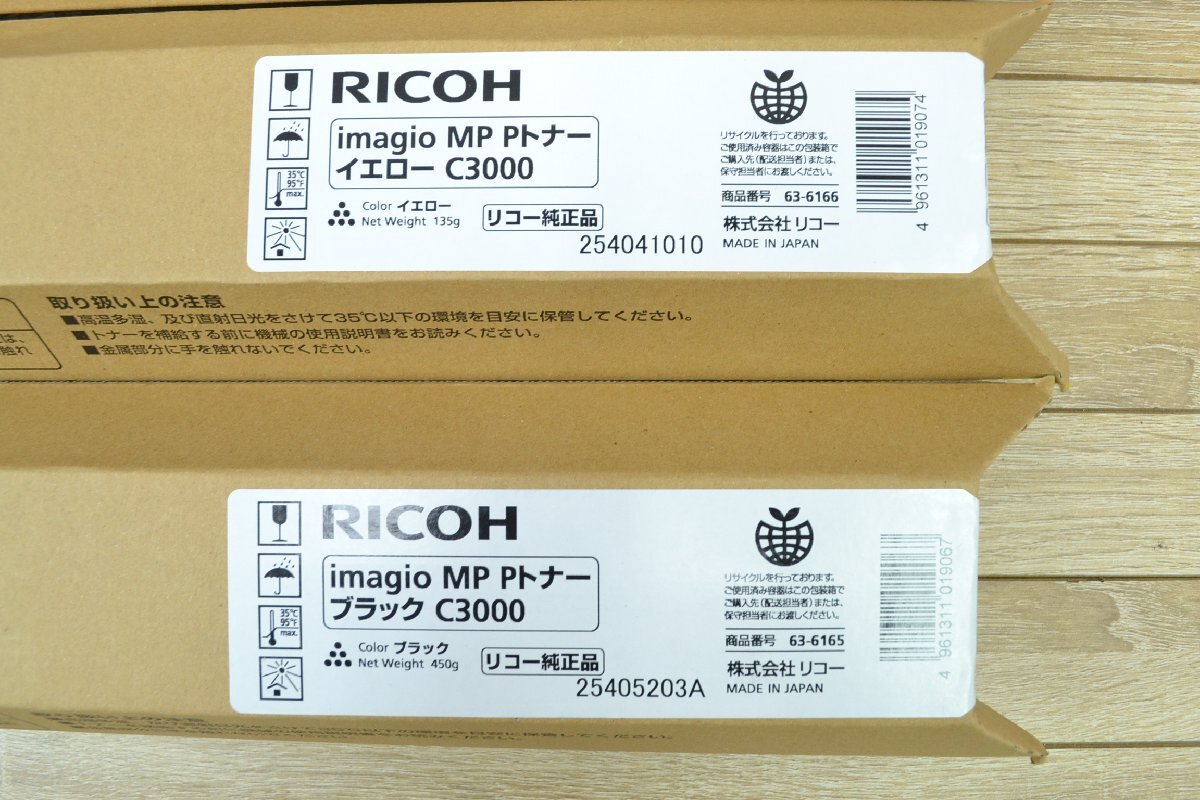 RICOH
imagio MP Pトナー
イエロー C3000
35℃
95°F
max.
Color イエロー
Net Weight 135g
リコー純正品
254041010
リサイクルを行っております。
ご使用済み容器はこの包装箱で
ご購入先（配送担当者）または、
保守担当者にお渡しください。
商品番号 63-6166
株式会社 リコー
MADE IN JAPAN
4 961311 019074
取り扱い上の注意
■高温多湿、及び直射日光をさけて35℃以下の環境を目安に保管してください。
■トナーを補給する前に機械の使用説明書をお読みください。
■金属部分に手を触れないでください。
は、
触れ
RICOH
imagio MP Pトナー
ブラック C3000
35℃
95°F
max.
Color ブラック
Net Weight 450g
リコー純正品
25405203A
リサイクルを行っております。
ご使用済み容器はこの包装箱で
ご購入先（配送担当者）または、
保守担当者にお渡しください。
商品番号 63-6165
株式会社 リコー
MADE IN JAPAN
4 961311 019067